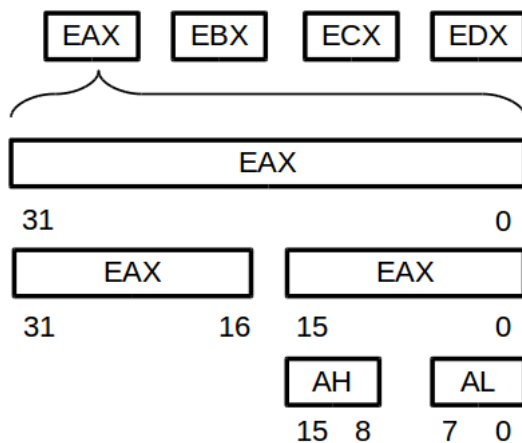 EAX EBX ECX EDX
EAX
31 0
EAX EAX
31 16 15 0
AH AL
15 8 7 0